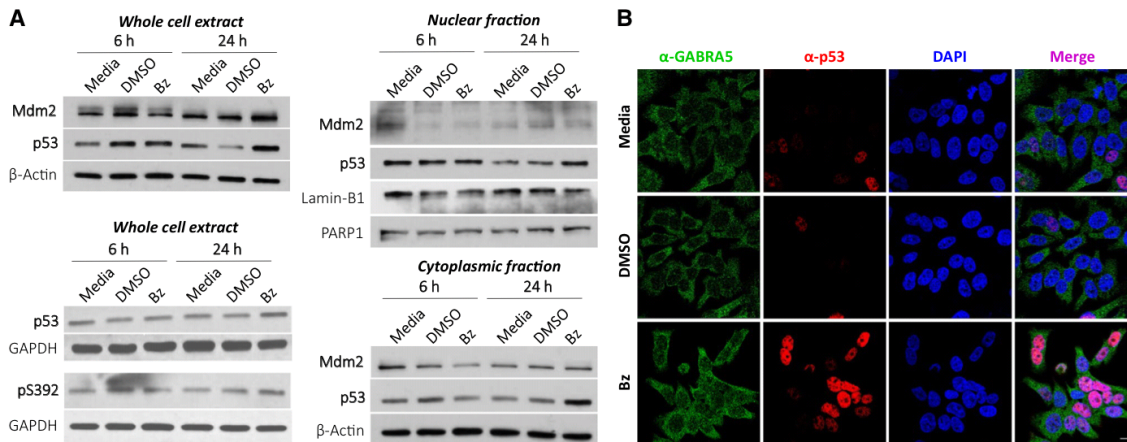 A
Whole cell extract
6 h 24 h
Media DMSO Bz Media DMSO Bz
Mdm2
p53
β-Actin
Whole cell extract
6 h 24 h
Media DMSO Bz Media DMSO Bz
p53
GAPDH
pS392
GAPDH
Nuclear fraction
6 h 24 h
Media DMSO Bz Media DMSO Bz
Mdm2
p53
Lamin-B1
PARP1
Cytoplasmic fraction
6 h 24 h
Media DMSO Bz Media DMSO Bz
Mdm2
p53
β-Actin
B
α-GABRA5 α-p53 DAPI Merge
Media
DMSO
Bz